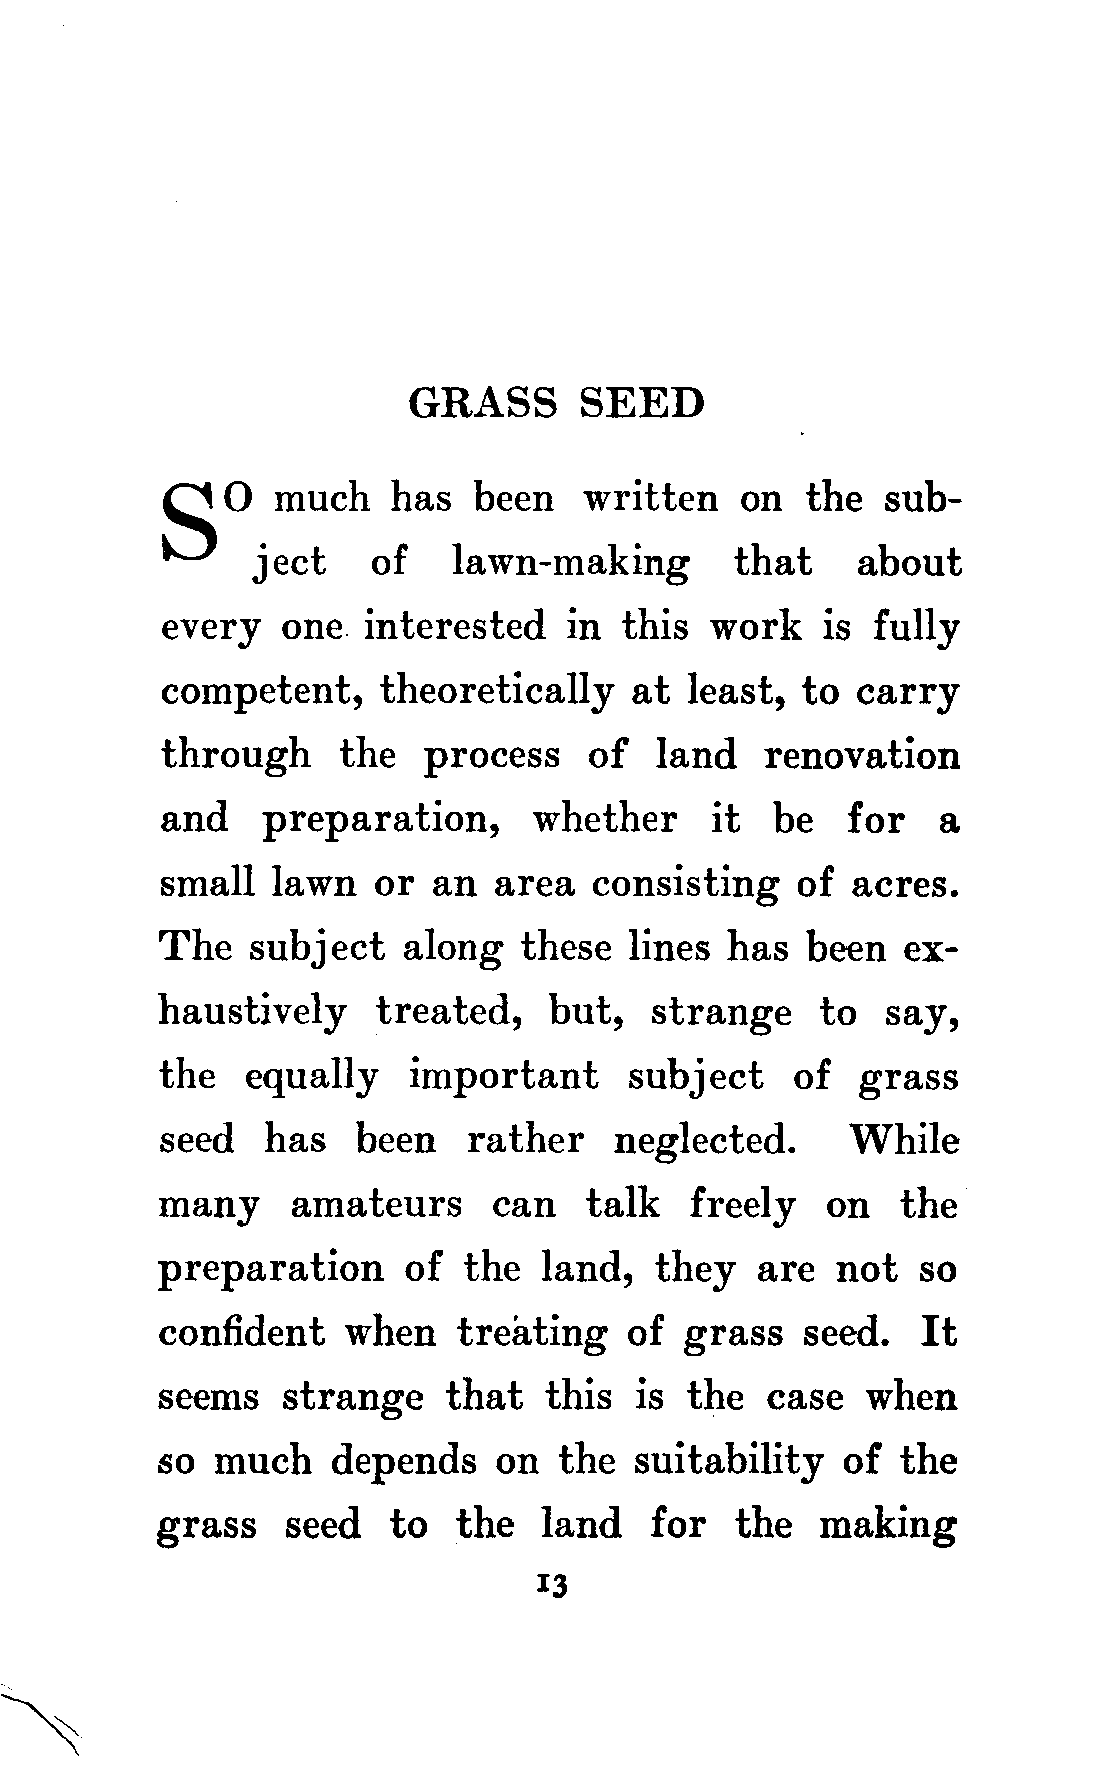 GRASS SEED
SO much has been written on the sub-
ject of lawn-making that about
every one interested in this work is fully
competent, theoretically at least, to carry
through the process of land renovation
and preparation, whether it be for a
small lawn or an area consisting of acres.
The subject along these lines has been ex-
haustively treated, but, strange to say,
the equally important subject of grass
seed has been rather neglected. While
many amateurs can talk freely on the
preparation of the land, they are not so
confident when treating of grass seed. It
seems strange that this is the case when
so much depends on the suitability of the
grass seed to the land for the making
13